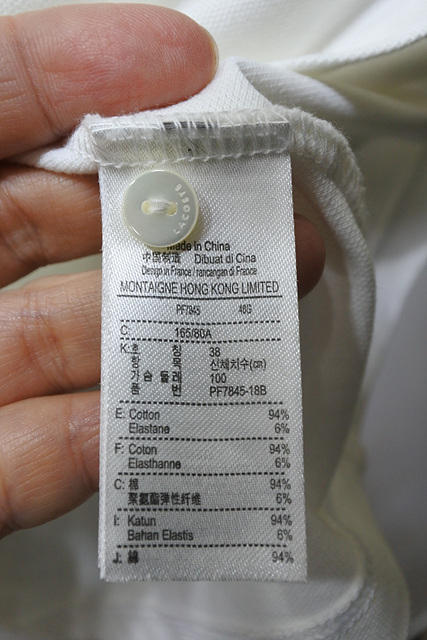 LACOSTE
Made in China
中国制造 Dibuat di Cina
Design in France / rancangan di France
MONTAIGNE HONG KONG LIMITED
PF7845 48G
C: 165/80A
K: 호 칭 38
항 목 신체치수(cm)
가 슴 둘 레 100
품 번 PF7845-18B
E: Cotton 94%
Elastane 6%
F: Coton 94%
Elasthanne 6%
C: 棉 94%
聚氨酯弹性纤维 6%
I: Katun 94%
Bahan Elastis 6%
J: 綿 94%